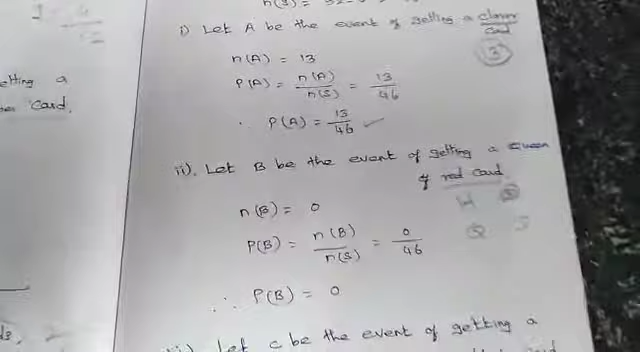 i) Let A be the event of getting a clover
card
n(A) = 13
13
P(A) = n(A)/n(S) = 13/46
∴ P(A) = 13/46
ii). Let B be the event of getting a queen
of red card
n(B) = 0
P(B) = n(B)/n(S) = 0/46
∴ P(B) = 0
Let c be the event of getting a
etting a
card,